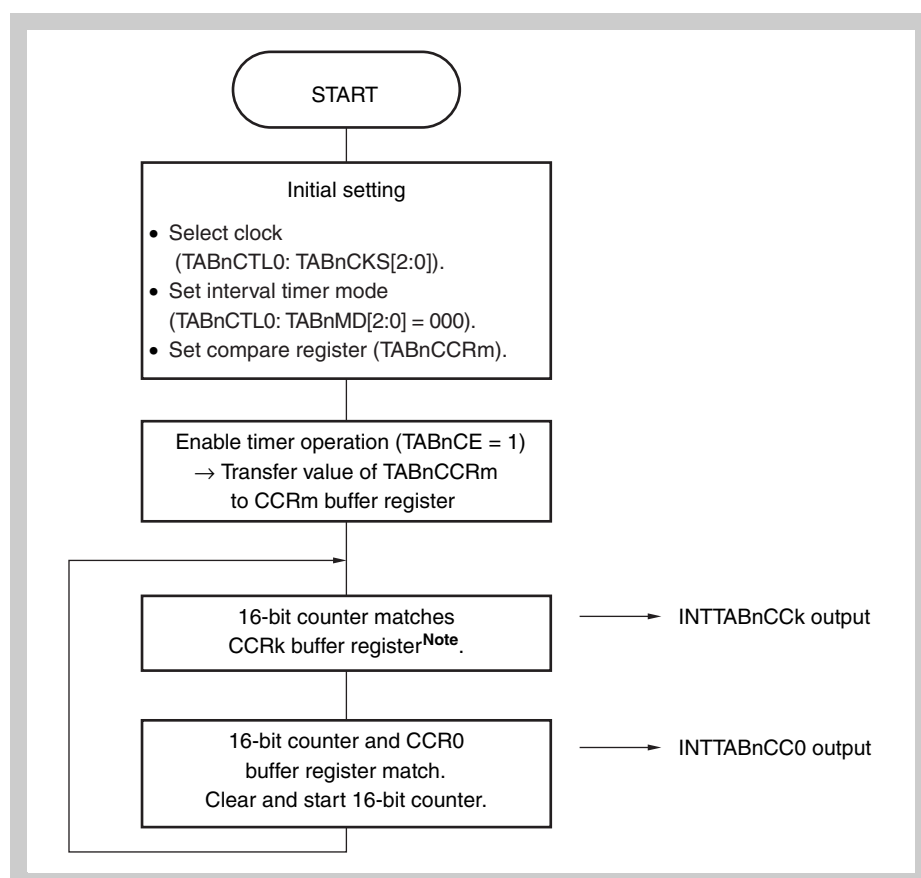 START
Initial setting
• Select clock
(TABnCTL0: TABnCKS[2:0]).
• Set interval timer mode
(TABnCTL0: TABnMD[2:0] = 000).
• Set compare register (TABnCCRm).
Enable timer operation (TABnCE = 1)
→ Transfer value of TABnCCRm
to CCRm buffer register
16-bit counter matches
CCRk buffer registerNote.
INTTABnCCk output
16-bit counter and CCR0
buffer register match.
Clear and start 16-bit counter.
INTTABnCC0 output